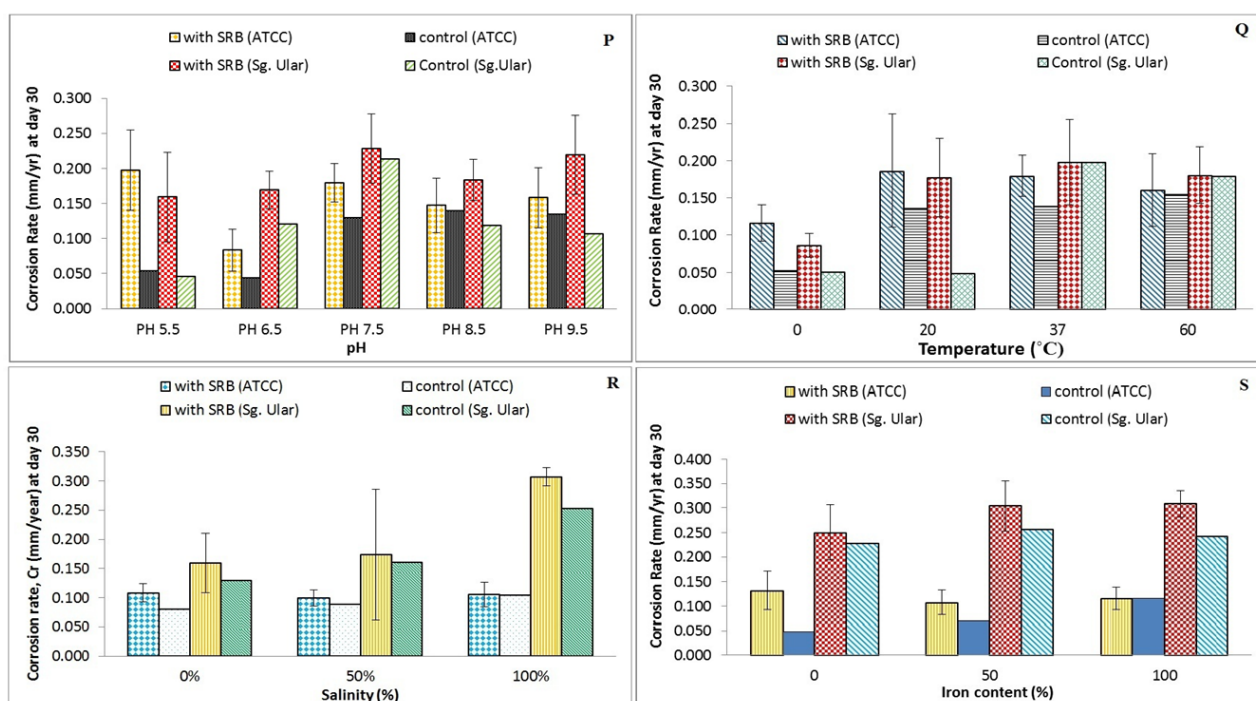 with SRB (ATCC) control (ATCC) P
with SRB (Sg. Ular) Control (Sg.Ular)
Corrosion Rate (mm/yr) at day 30
0.300
0.250
0.200
0.150
0.100
0.050
0.000
PH 5.5 PH 6.5 PH 7.5 PH 8.5 PH 9.5
pH
with SRB (ATCC) control (ATCC) Q
with SRB (Sg. Ular) Control (Sg. Ular)
Corrosion Rate (mm/yr) at day 30
0.300
0.250
0.200
0.150
0.100
0.050
0.000
0 20 37 60
Temperature (˚C)
with SRB (ATCC) control (ATCC) R
with SRB (Sg. Ular) control (Sg. Ular)
Corrosion rate, Cr (mm/year) at day 30
0.350
0.300
0.250
0.200
0.150
0.100
0.050
0.000
0% 50% 100%
Salinity (%)
with SRB (ATCC) control (ATCC) S
with SRB (Sg. Ular) control (Sg. Ular)
Corrosion Rate (mm/yr) at day 30
0.400
0.350
0.300
0.250
0.200
0.150
0.100
0.050
0.000
0 50 100
Iron content (%)